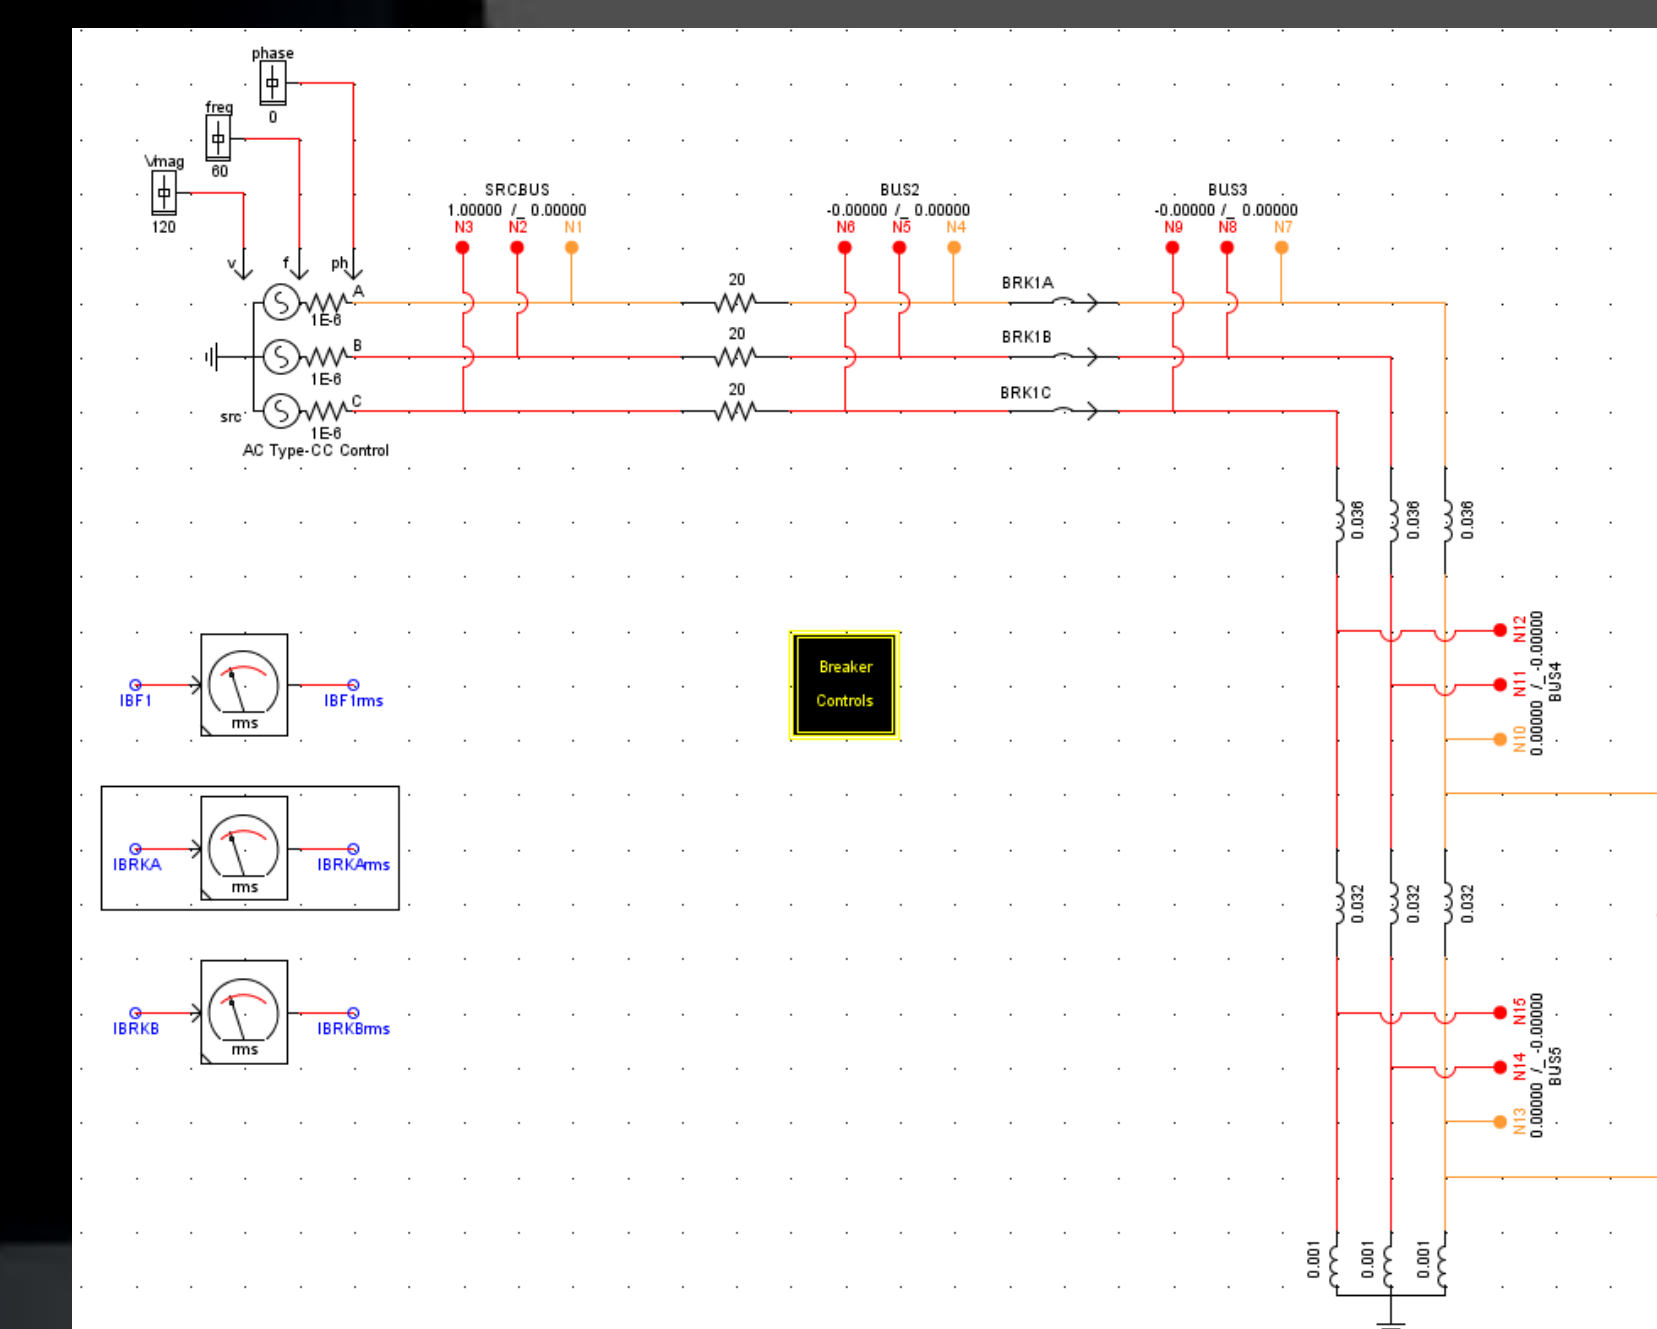 phase
0
freq
60
Vmag
120
v
f
ph
SRCBUS
1.00000 /_ 0.00000
N3
N2
N1
BUS2
-0.00000 /_ 0.00000
N6
N5
N4
BUS3
-0.00000 /_ 0.00000
N9
N8
N7
A
1E-6
B
1E-6
C
1E-6
src
AC Type-CC Control
20
20
20
BRK1A
BRK1B
BRK1C
0.036
0.036
0.036
N12
N11
N10
0.00000 /_ -0.00000
BUS4
IBF1
rms
IBF1rms
Breaker
Controls
IBRKA
rms
IBRKArms
0.032
0.032
0.032
IBRKB
rms
IBRKBrms
N15
N14
N13
0.00000 /_ -0.00000
BUS5
0.001
0.001
0.001